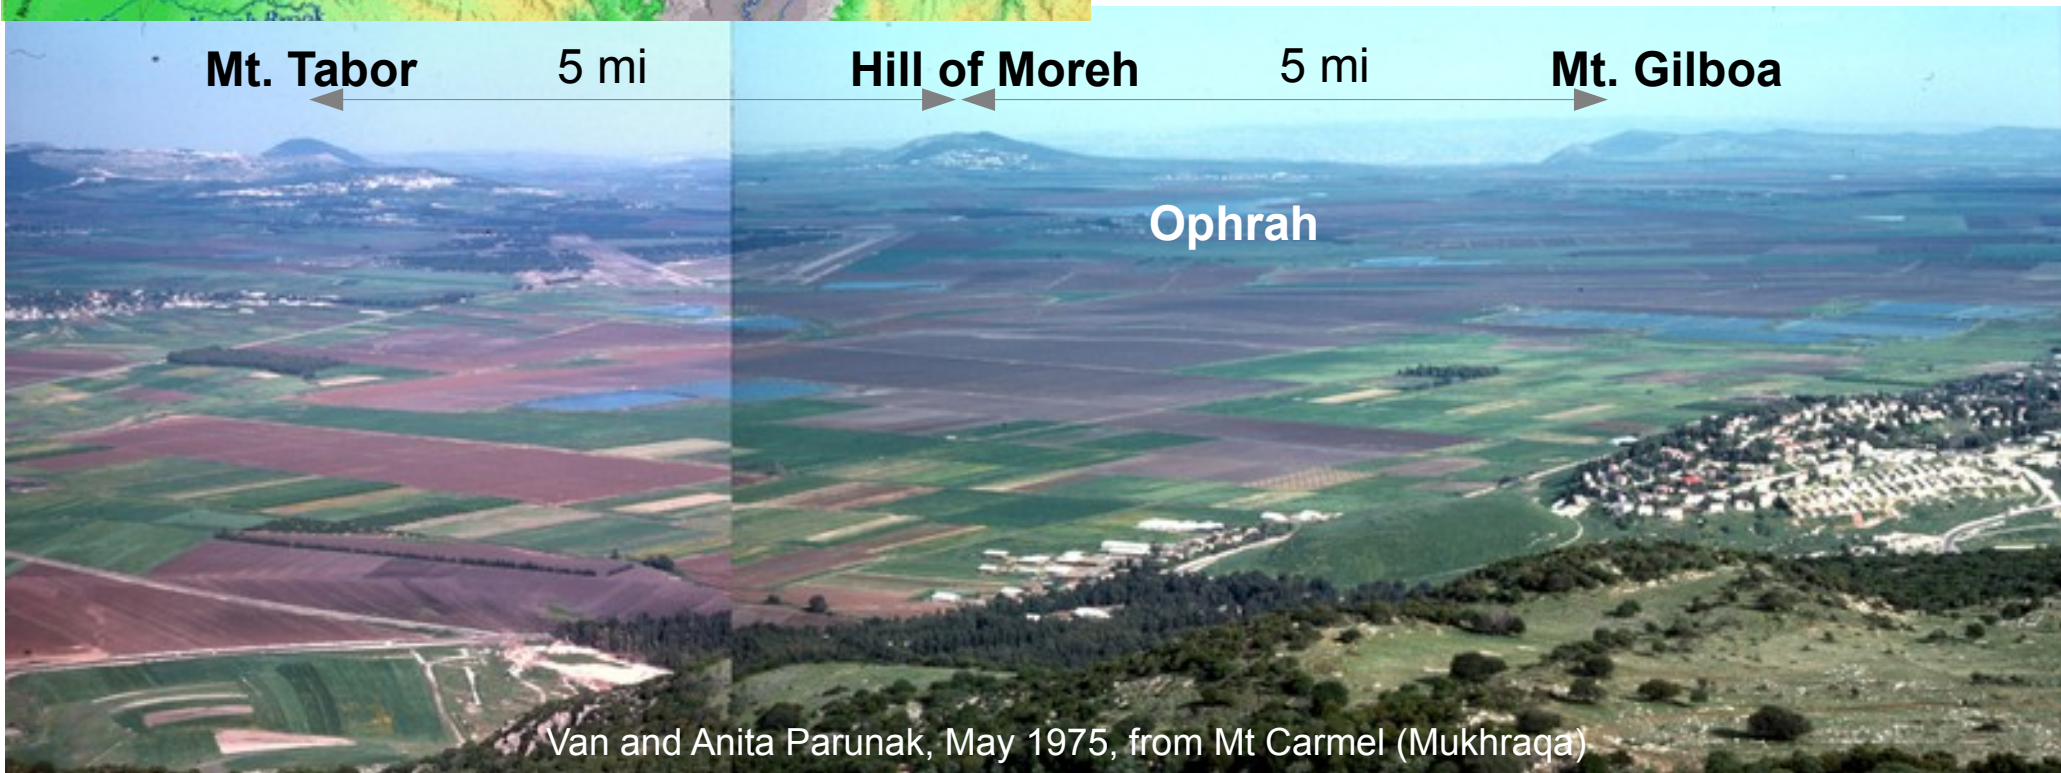 Mt. Tabor 5 mi Hill of Moreh 5 mi Mt. Gilboa
Ophrah
Van and Anita Parunak, May 1975, from Mt Carmel (Mukhraqa)